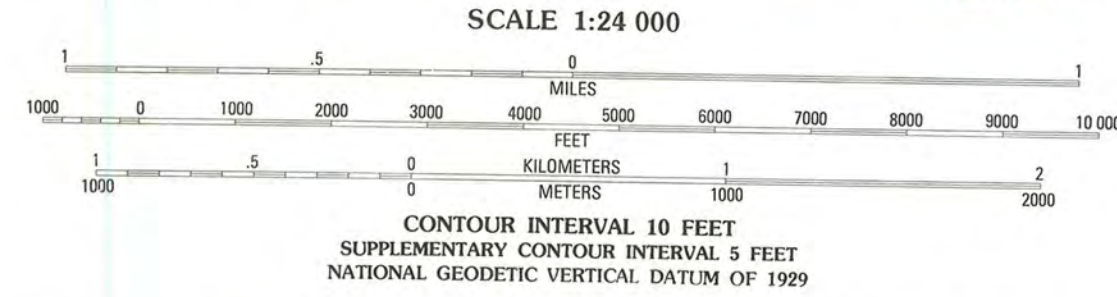 SCALE 1:24 000
1 .5 0 1
MILES
1000 0 1000 2000 3000 4000 5000 6000 7000 8000 9000 10 000
FEET
1 .5 0 KILOMETERS 1 2
1000 0 METERS 1000 2000
CONTOUR INTERVAL 10 FEET
SUPPLEMENTARY CONTOUR INTERVAL 5 FEET
NATIONAL GEODETIC VERTICAL DATUM OF 1929